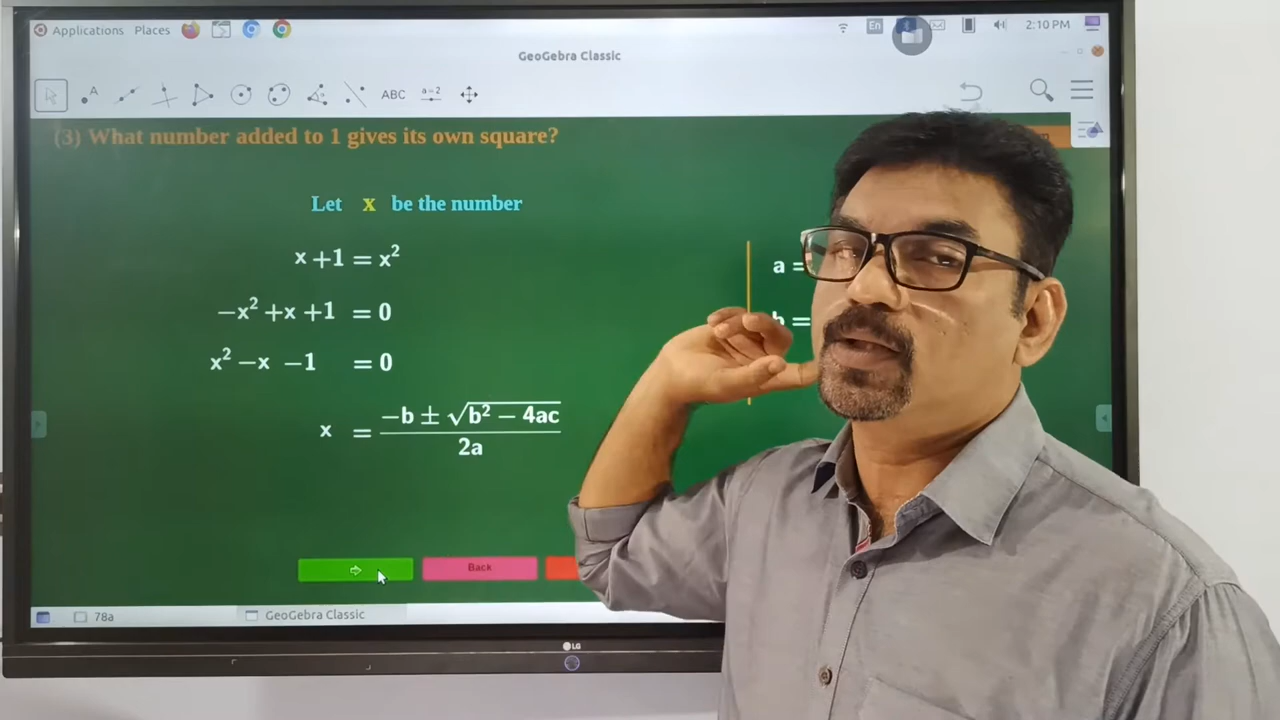 Applications Places
En
2:10 PM
GeoGebra Classic
A
ABC
a=2
(3) What number added to 1 gives its own square?
Let x be the number
x +1 = x²
−x² +x +1 = 0
x² −x −1 = 0
x = −b ± √b² − 4ac
2a
a =
b =
Back
78a
GeoGebra Classic
LG